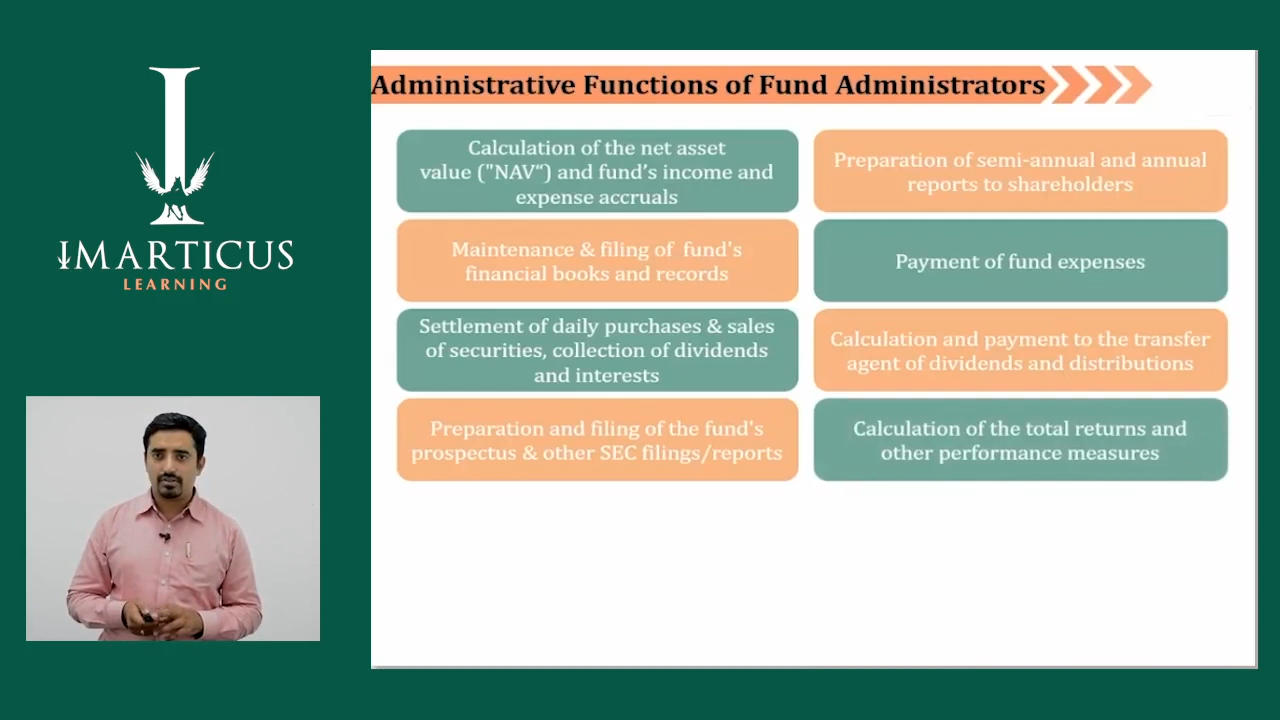 IMARTICUS
LEARNING
Administrative Functions of Fund Administrators
Calculation of the net asset
value ("NAV“) and fund’s income and
expense accruals
Preparation of semi-annual and annual
reports to shareholders
Maintenance & filing of fund's
financial books and records
Payment of fund expenses
Settlement of daily purchases & sales
of securities, collection of dividends
and interests
Calculation and payment to the transfer
agent of dividends and distributions
Preparation and filing of the fund's
prospectus & other SEC filings/reports
Calculation of the total returns and
other performance measures